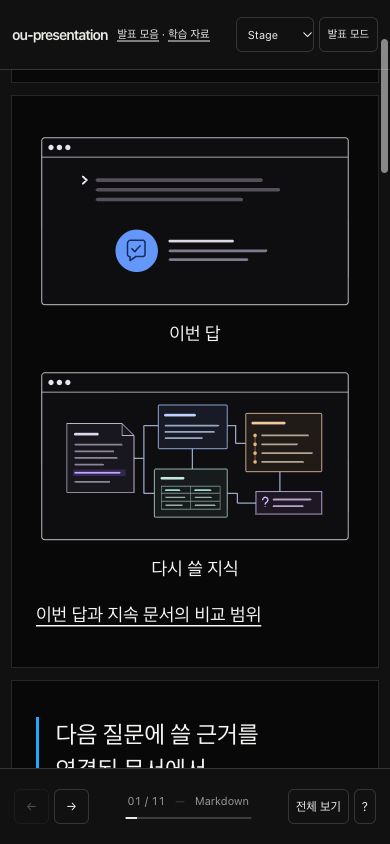 ou-presentation 발표 모음 · 학습 자료 Stage 발표 모드
이번 답
?
다시 쓸 지식
이번 답과 지속 문서의 비교 범위
다음 질문에 쓸 근거를
← → 01 / 11 — Markdown 전체 보기 ?